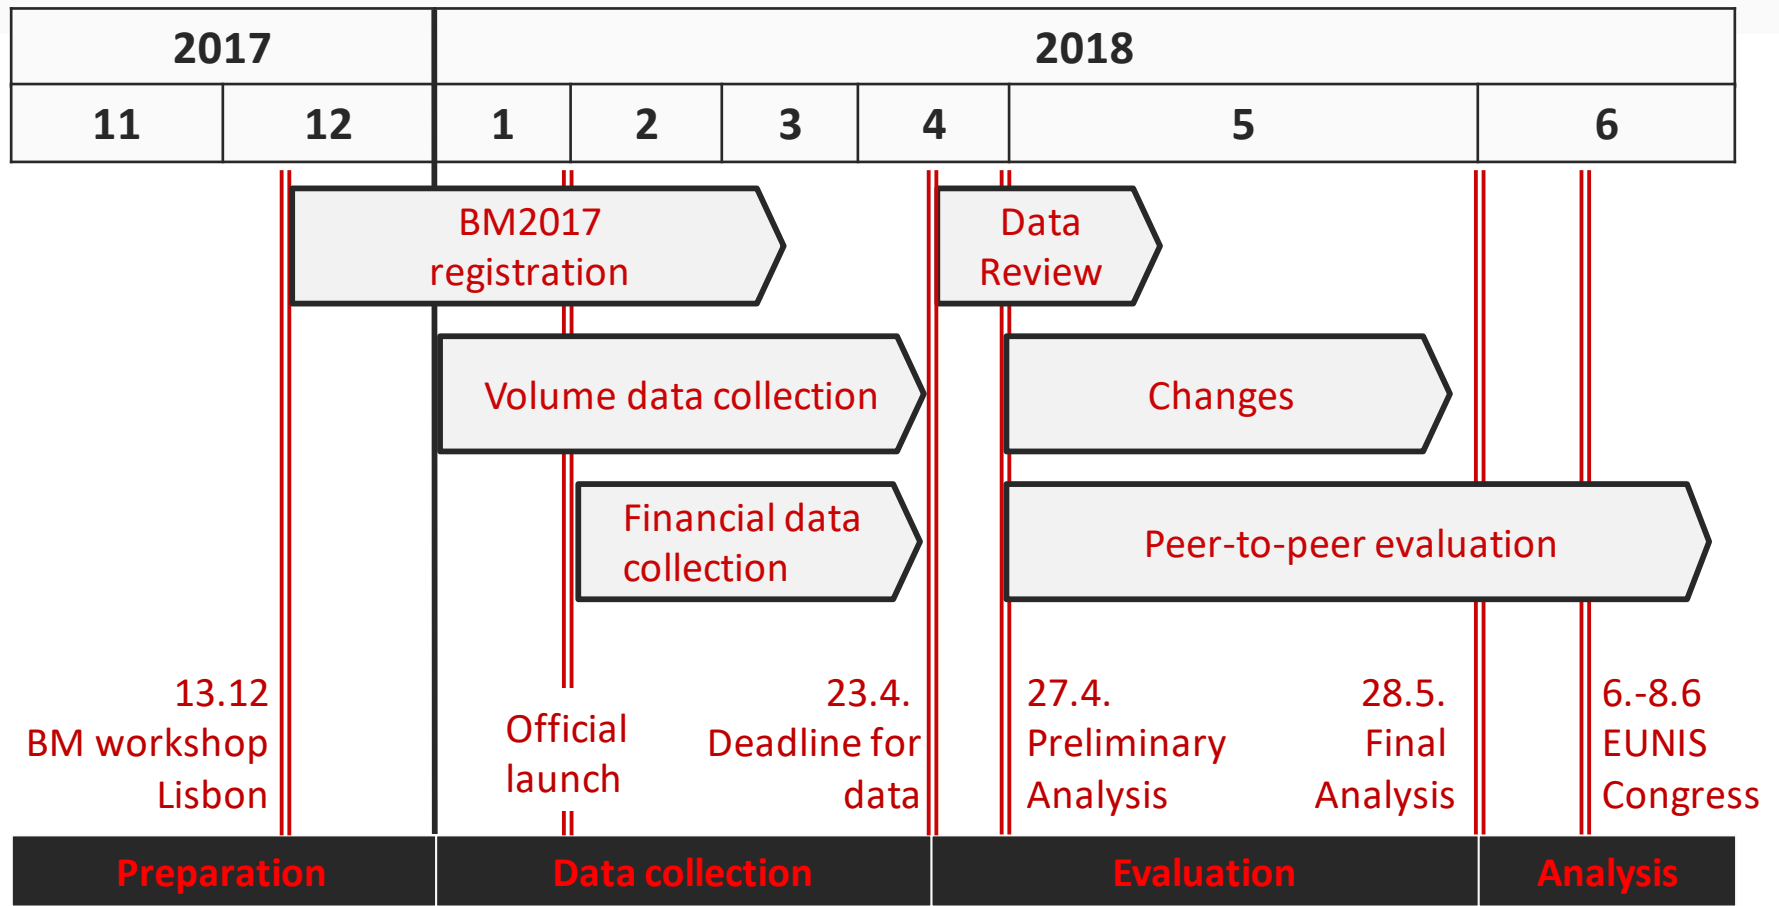 2017
2018
11
12
1
2
3
4
5
6
BM2017
registration
Data
Review
Volume data collection
Changes
Financial data
collection
Peer-to-peer evaluation
13.12
BM workshop
Lisbon
Official
launch
23.4.
Deadline for
data
27.4.
Preliminary
Analysis
28.5.
Final
Analysis
6.-8.6
EUNIS
Congress
Preparation
Data collection
Evaluation
Analysis